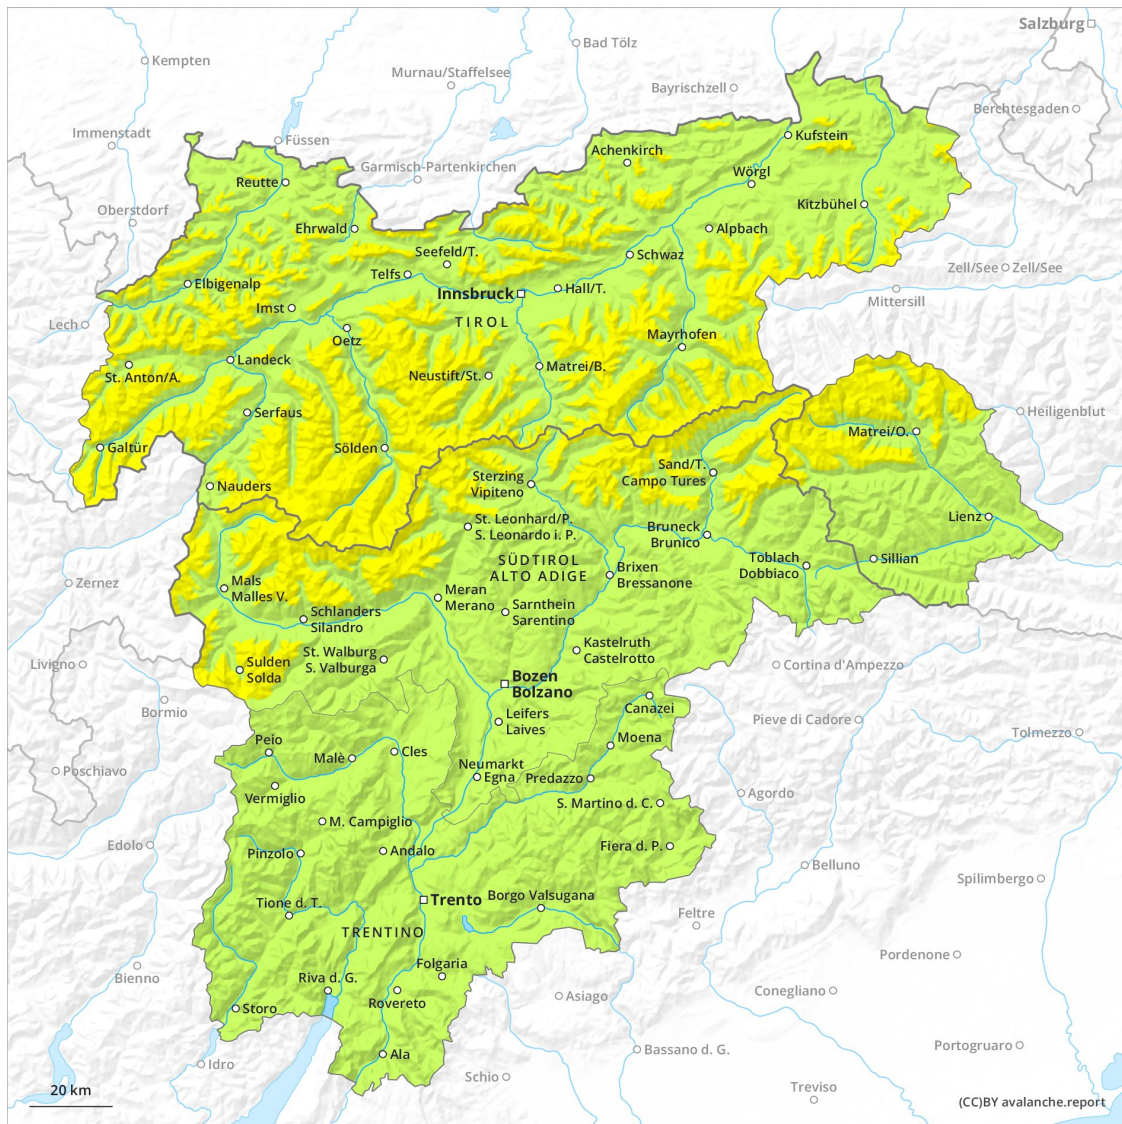 Salzburg
Bad Tölz
Kempten
Murnau/Staffelsee
Bayrischzell
Berchtesgaden
Immenstadt
Füssen
Kufstein
Achenkirch
Garmisch-Partenkirchen
Wörgl
Reutte
Oberstdorf
Kitzbühel
Ehrwald
Alpbach
Seefeld/T.
Schwaz
Telfs
Zell/See
Zell/See
Elbigenalp
Innsbruck
Hall/T.
Mittersill
Imst
TIROL
Lech
Oetz
Mayrhofen
Landeck
Matrei/B.
St. Anton/A.
Neustift/St.
Serfaus
Heiligenblut
Matrei/O.
Galtür
Sölden
Sand/T.
Campo Tures
Sterzing
Vipiteno
Nauders
St. Leonhard/P.
S. Leonardo i. P.
Lienz
Bruneck
Brunico
SÜDTIROL
ALTO ADIGE
Toblach
Dobbiaco
Sillian
Brixen
Bressanone
Zernez
Mals
Malles V.
Meran
Merano
Schlanders
Silandro
Sarnthein
Sarentino
Kastelruth
Castelrotto
St. Walburg
S. Valburga
Livigno
Sulden
Solda
Cortina d'Ampezzo
Bozen
Bolzano
Bormio
Canazei
Leifers
Laives
Pieve di Cadore
Tolmezzo
Peio
Moena
Cles
Malè
Poschiavo
Neumarkt
Egna
Predazzo
Vermiglio
Agordo
S. Martino d. C.
M. Campiglio
Edolo
Pinzolo
Andalo
Fiera d. P.
Belluno
Spilimbergo
Tione d. T.
Trento
Borgo Valsugana
Feltre
TRENTINO
Pordenone
Bienno
Folgaria
Riva d. G.
Rovereto
Asiago
Conegliano
Storo
Ala
Bassano d. G.
Portogruaro
Idro
Schio
Treviso
20 km
(CC)BY avalanche.report